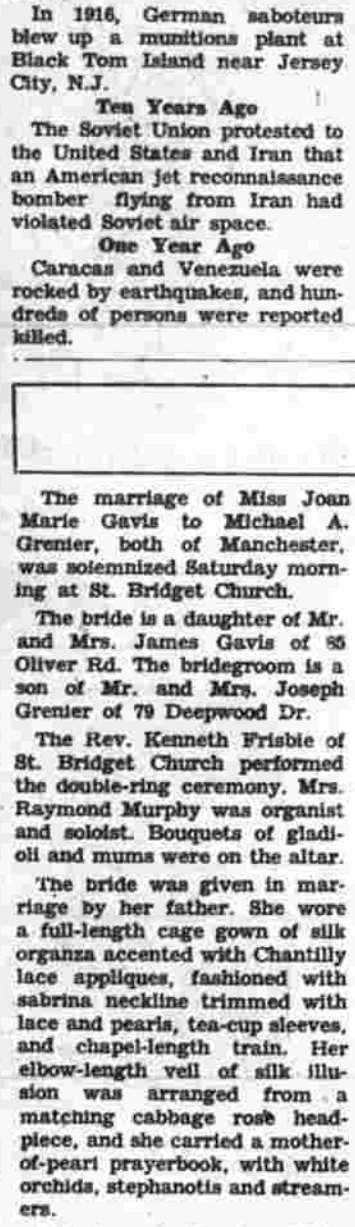 In 1916, German saboteurs
blew up a munitions plant at
Black Tom Island near Jersey
City, N.J.
Ten Years Ago
The Soviet Union protested to
the United States and Iran that
an American jet reconnaissance
bomber flying from Iran had
violated Soviet air space.
One Year Ago
Caracas and Venezuela were
rocked by earthquakes, and hun-
dreds of persons were reported
killed.
The marriage of Miss Joan
Marie Gavis to Michael A.
Grenier, both of Manchester,
was solemnized Saturday morn-
ing at St. Bridget Church.
The bride is a daughter of Mr.
and Mrs. James Gavis of 85
Oliver Rd. The bridegroom is a
son of Mr. and Mrs. Joseph
Grenier of 79 Deepwood Dr.
The Rev. Kenneth Frisbie of
St. Bridget Church performed
the double-ring ceremony. Mrs.
Raymond Murphy was organist
and soloist. Bouquets of gladi-
oli and mums were on the altar.
The bride was given in mar-
riage by her father. She wore
a full-length cage gown of silk
organza accented with Chantilly
lace appliques, fashioned with
sabrina neckline trimmed with
lace and pearls, tea-cup sleeves,
and chapel-length train. Her
elbow-length veil of silk illu-
sion was arranged from a
matching cabbage rose head-
piece, and she carried a mother-
of-pearl prayerbook, with white
orchids, stephanotis and stream-
ers.